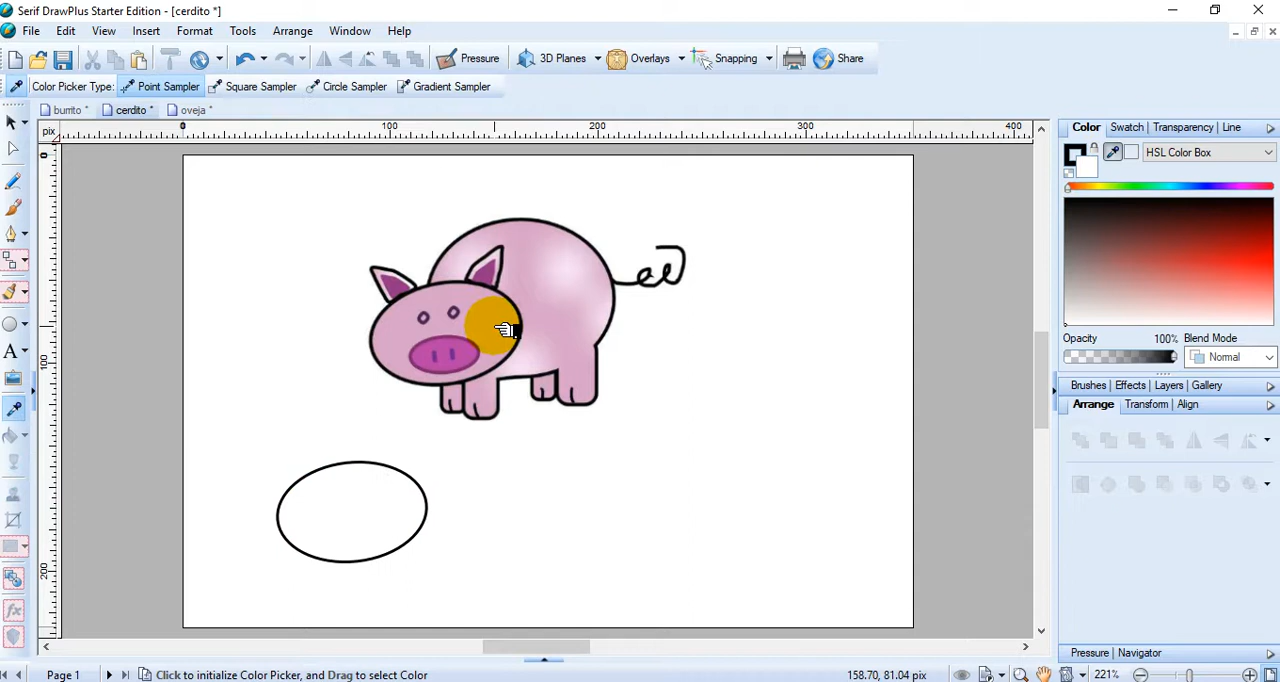 Serif DrawPlus Starter Edition - [cerdito *]
File Edit View Insert Format Tools Arrange Window Help
Pressure 3D Planes Overlays Snapping Share
Color Picker Type: Point Sampler Square Sampler Circle Sampler Gradient Sampler
burrito * cerdito * oveja *
pix 0 100 200 300 400
Color Swatch Transparency Line
HSL Color Box
Opacity 100% Blend Mode
Normal
Brushes Effects Layers Gallery
Arrange Transform Align
0
100
200
A
fx
Pressure Navigator
Page 1 Click to initialize Color Picker, and Drag to select Color 158.70, 81.04 pix 221%